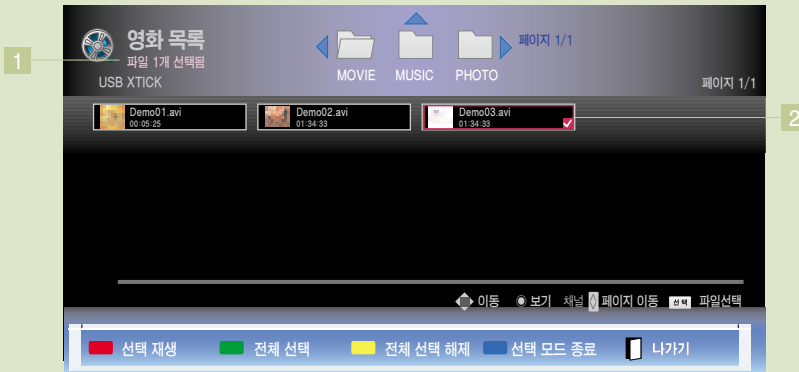 1
영화 목록
파일 1개 선택됨
USB XTICK
MOVIE MUSIC PHOTO
페이지 1/1
페이지 1/1
Demo01.avi
00:05:25
Demo02.avi
01:34:33
Demo03.avi
01:34:33
2
이동 보기 채널 페이지 이동 선택 파일선택
선택 재생 전체 선택 전체 선택 해제 선택 모드 종료 나가기